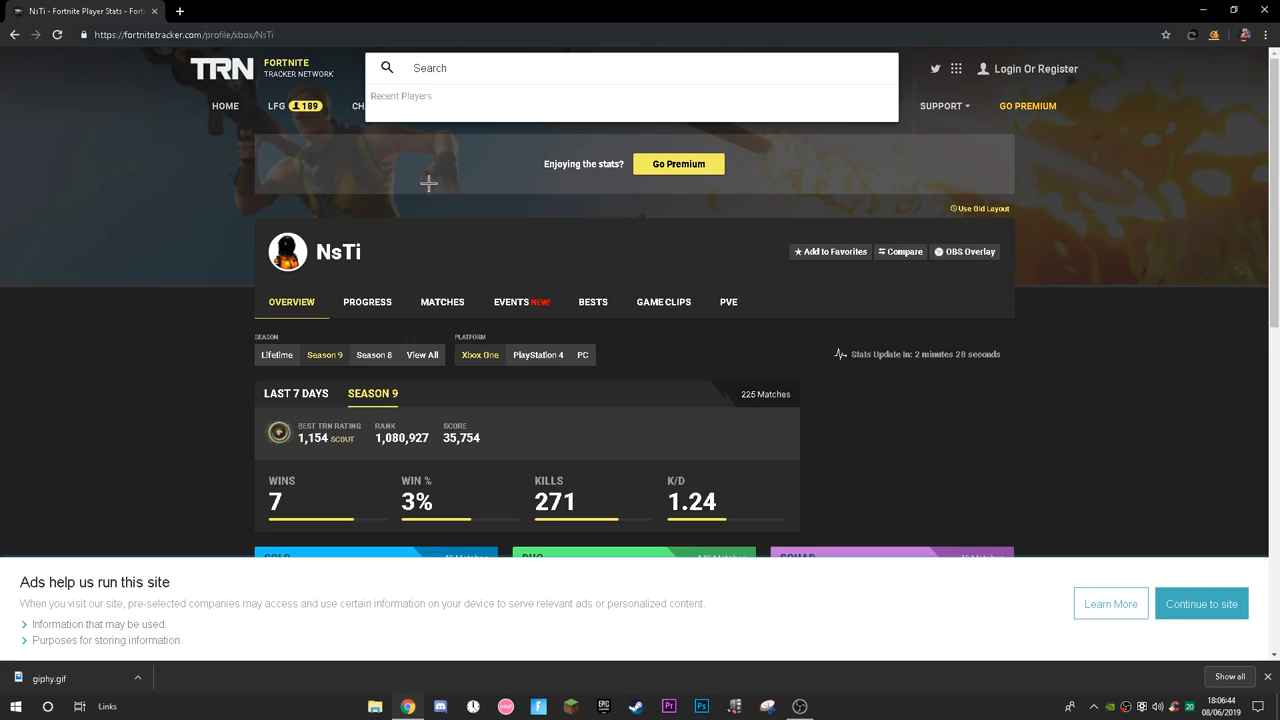 NsTi - Fortnite Player Stats - Fort
https://fortnitetracker.com/profile/xbox/NsTi
TRN FORTNITE TRACKER NETWORK
Search
Login Or Register
Recent Players
HOME LFG 189 CH SUPPORT GO PREMIUM
Enjoying the stats? Go Premium
Use Old Layout
NsTi
Add to Favorites Compare OBS Overlay
OVERVIEW PROGRESS MATCHES EVENTS NEW! BESTS GAME CLIPS PVE
SEASON PLATFORM
Lifetime Season 9 Season 8 View All Xbox One PlayStation 4 PC
Stats Update in: 2 minutes 28 seconds
LAST 7 DAYS SEASON 9 225 Matches
BEST TRN RATING RANK SCORE
1,154 SCOUT 1,080,927 35,754
WINS WIN % KILLS K/D
7 3% 271 1.24
SOLO DUO SQUAD
Ads help us run this site
When you visit our site, pre-selected companies may access and use certain information on your device to serve relevant ads or personalized content.
Information that may be used.
Purposes for storing information.
Learn More Continue to site
giphy.gif Show all
Links
18:06:44
08/06/2019